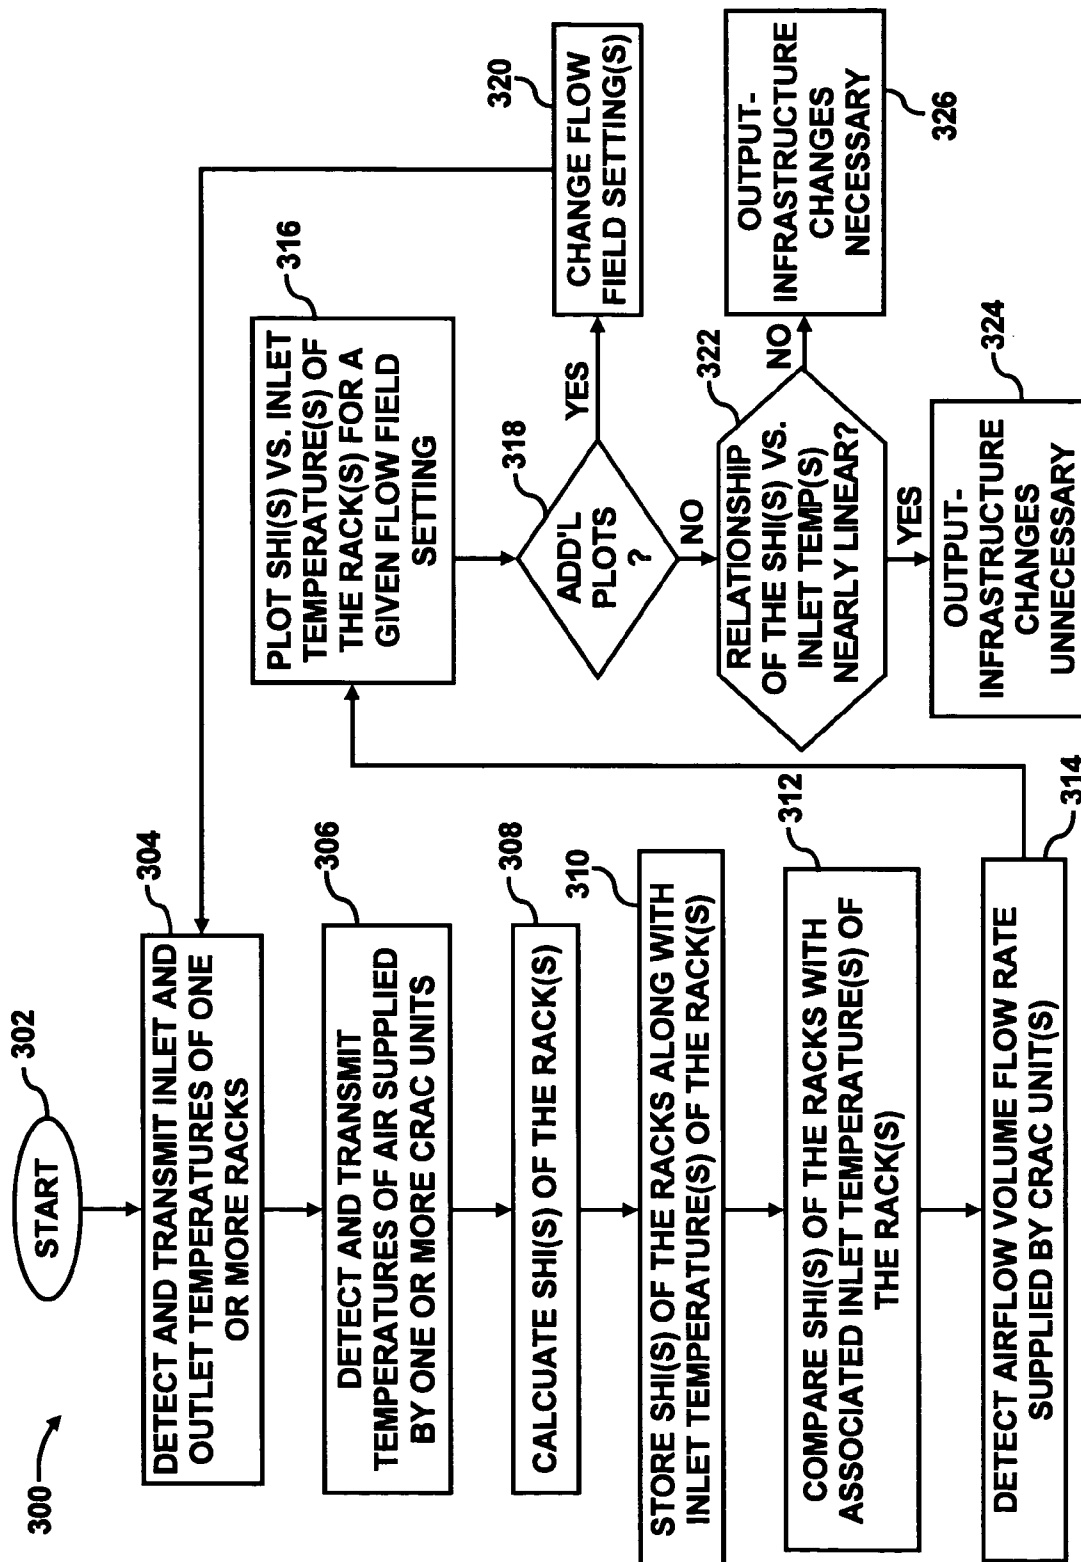 300
START
302
DETECT AND TRANSMIT INLET AND
OUTLET TEMPERATURES OF ONE
OR MORE RACKS
304
DETECT AND TRANSMIT
TEMPERATURES OF AIR SUPPLIED
BY ONE OR MORE CRAC UNITS
306
CALCUATE SHI(S) OF THE RACK(S)
308
STORE SHI(S) OF THE RACKS ALONG WITH
INLET TEMPERATURE(S) OF THE RACK(S)
310
COMPARE SHI(S) OF THE RACKS WITH
ASSOCIATED INLET TEMPERATURE(S) OF
THE RACK(S)
312
DETECT AIRFLOW VOLUME FLOW RATE
SUPPLIED BY CRAC UNIT(S)
314
PLOT SHI(S) VS. INLET
TEMPERATURE(S) OF
THE RACK(S) FOR A
GIVEN FLOW FIELD
SETTING
316
ADD'L
PLOTS
?
318
YES
NO
CHANGE FLOW
FIELD SETTING(S)
320
RELATIONSHIP
OF THE SHI(S) VS.
INLET TEMP(S)
NEARLY LINEAR?
322
NO
YES
OUTPUT-
INFRASTRUCTURE
CHANGES
UNNECESSARY
324
OUTPUT-
INFRASTRUCTURE
CHANGES
NECESSARY
326